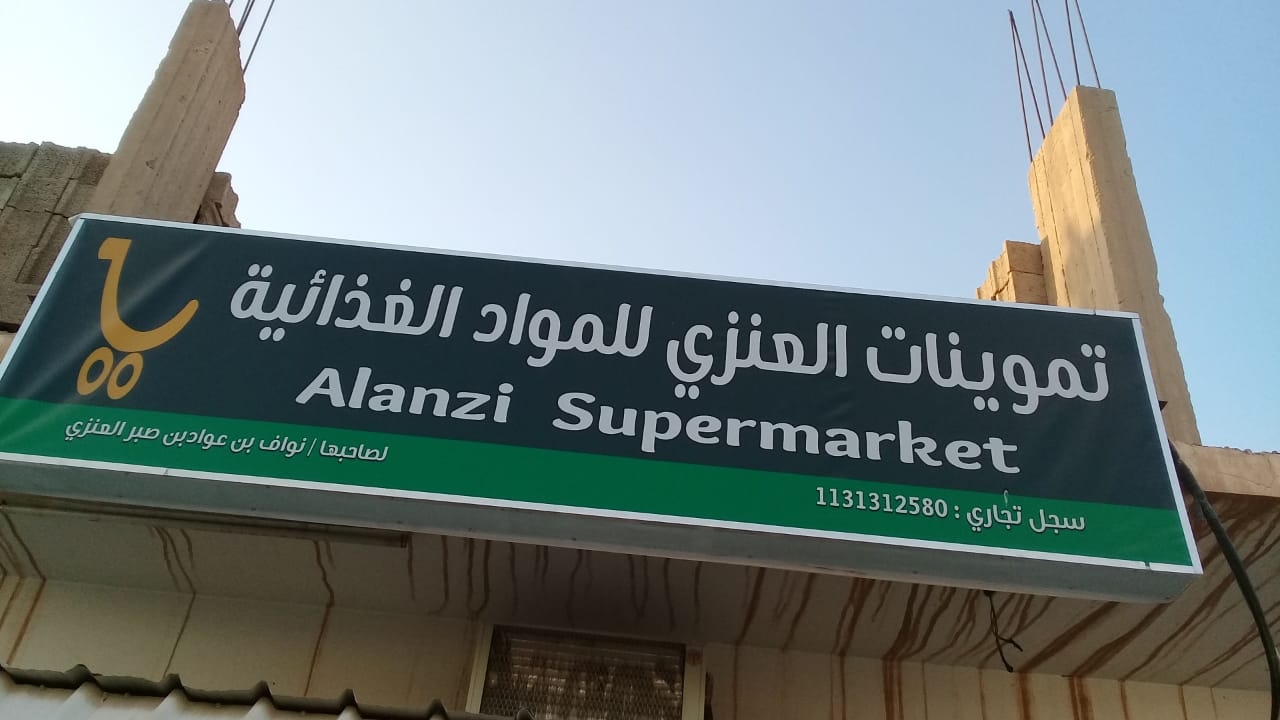 تموينات العنزي للمواد الغذائية
Alanzi Supermarket
لصاحبها / نواف بن عوادبن صبر العنزي
سجل تجاري : 1131312580